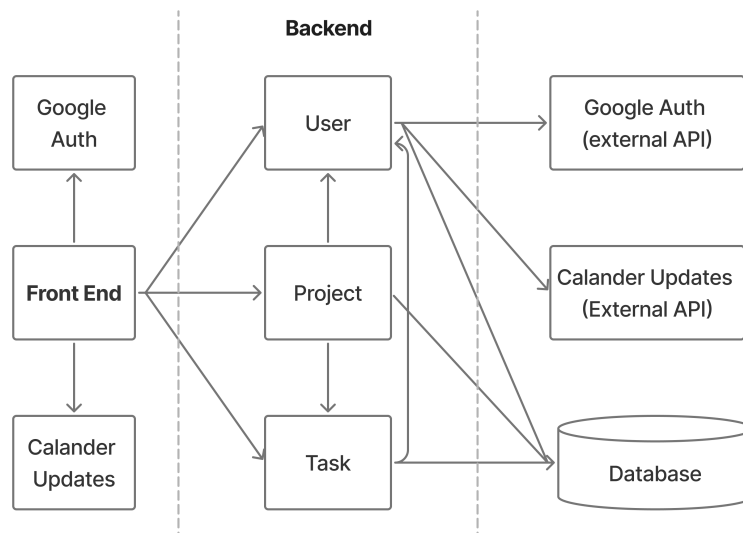 Backend
Google
Auth
User
Google Auth
(external API)
Front End
Project
Calander Updates
(External API)
Calander
Updates
Task
Database